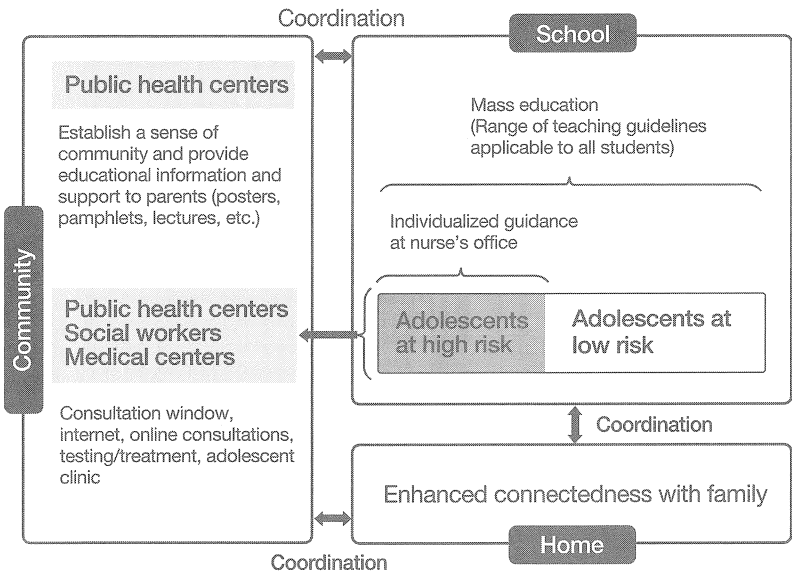 Coordination
Community
Public health centers
Establish a sense of
community and provide
educational information and
support to parents (posters,
pamphlets, lectures, etc.)
Public health centers
Social workers
Medical centers
Consultation window,
internet, online consultations,
testing/treatment, adolescent
clinic
School
Mass education
(Range of teaching guidelines
applicable to all students)
Individualized guidance
at nurse's office
Adolescents
at high risk
Adolescents at
low risk
Coordination
Enhanced connectedness with family
Home
Coordination